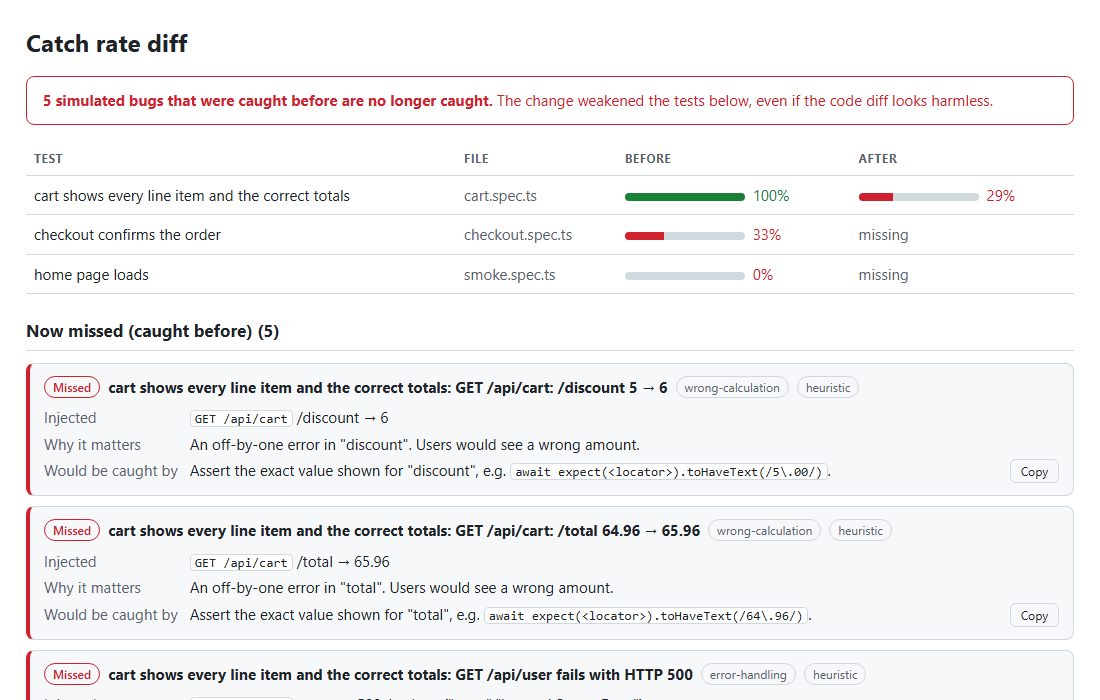 Catch rate diff
5 simulated bugs that were caught before are no longer caught. The change weakened the tests below, even if the code diff looks harmless.
TEST FILE BEFORE AFTER
cart shows every line item and the correct totals cart.spec.ts 100% 29%
checkout confirms the order checkout.spec.ts 33% missing
home page loads smoke.spec.ts 0% missing
Now missed (caught before) (5)
Missed cart shows every line item and the correct totals: GET /api/cart: /discount 5 → 6 wrong-calculation heuristic
Injected GET /api/cart /discount → 6
Why it matters An off-by-one error in "discount". Users would see a wrong amount.
Would be caught by Assert the exact value shown for "discount", e.g. await expect(<locator>).toHaveText(/5\.00/). Copy
Missed cart shows every line item and the correct totals: GET /api/cart: /total 64.96 → 65.96 wrong-calculation heuristic
Injected GET /api/cart /total → 65.96
Why it matters An off-by-one error in "total". Users would see a wrong amount.
Would be caught by Assert the exact value shown for "total", e.g. await expect(<locator>).toHaveText(/64\.96/). Copy
Missed cart shows every line item and the correct totals: GET /api/user fails with HTTP 500 error-handling heuristic